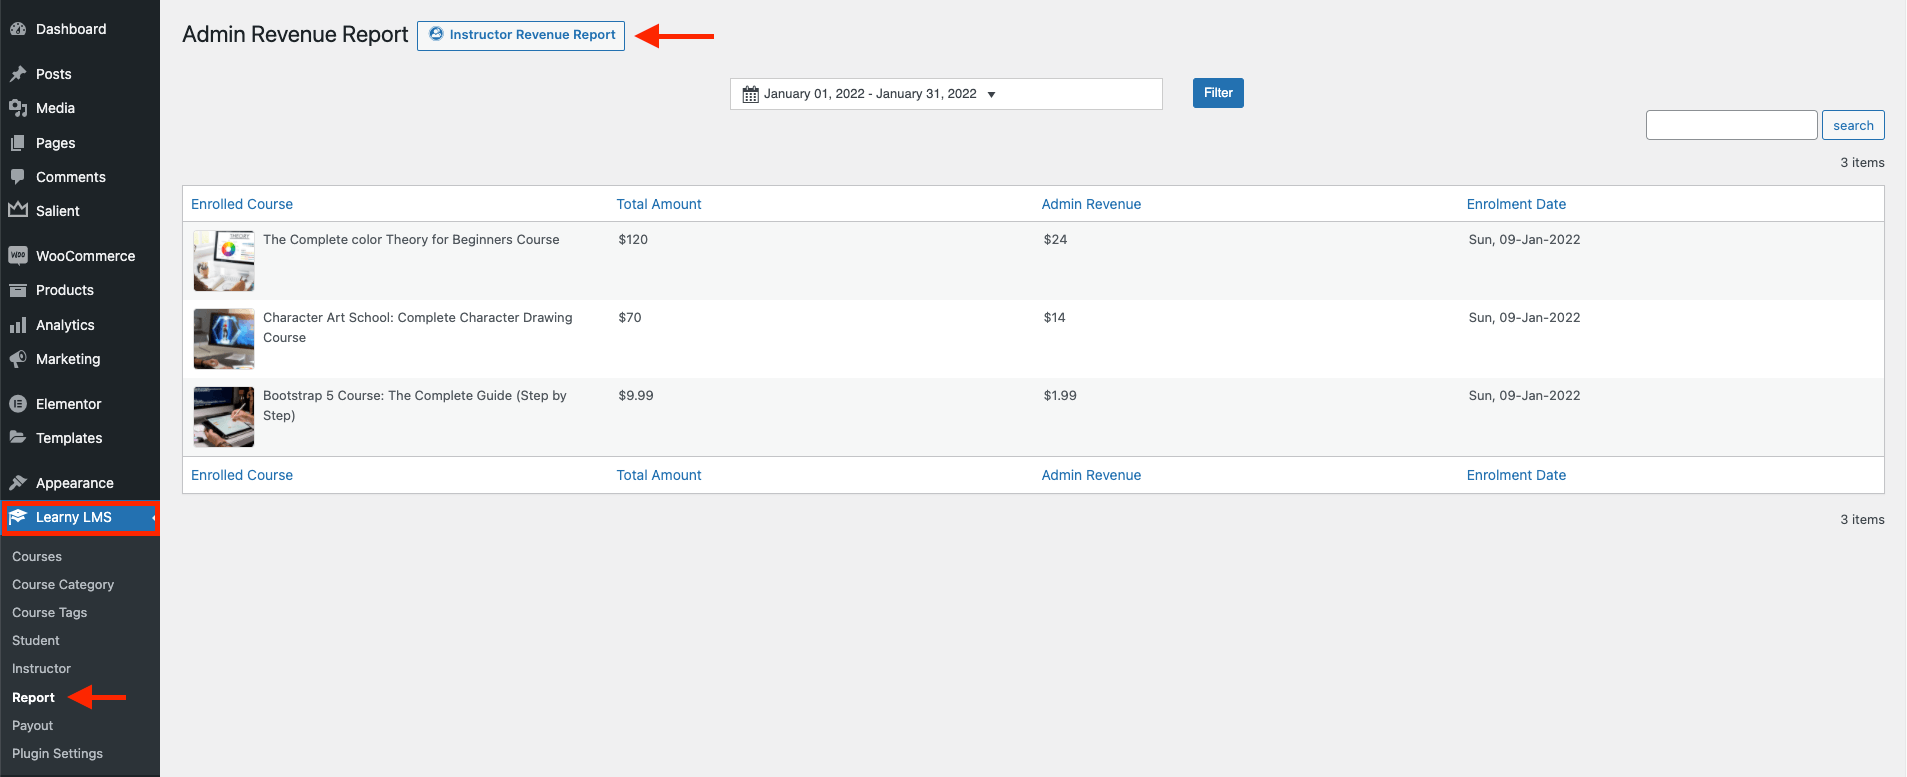 Dashboard
Posts
Media
Pages
Comments
Salient
WooCommerce
Products
Analytics
Marketing
Elementor
Templates
Appearance
Learny LMS
Courses
Course Category
Course Tags
Student
Instructor
Report
Payout
Plugin Settings
Admin Revenue Report
Instructor Revenue Report
January 01, 2022 - January 31, 2022
Filter
search
3 items
Enrolled Course Total Amount Admin Revenue Enrolment Date
The Complete color Theory for Beginners Course $120 $24 Sun, 09-Jan-2022
Character Art School: Complete Character Drawing $70 $14 Sun, 09-Jan-2022
Course
Bootstrap 5 Course: The Complete Guide (Step by $9.99 $1.99 Sun, 09-Jan-2022
Step)
Enrolled Course Total Amount Admin Revenue Enrolment Date
3 items